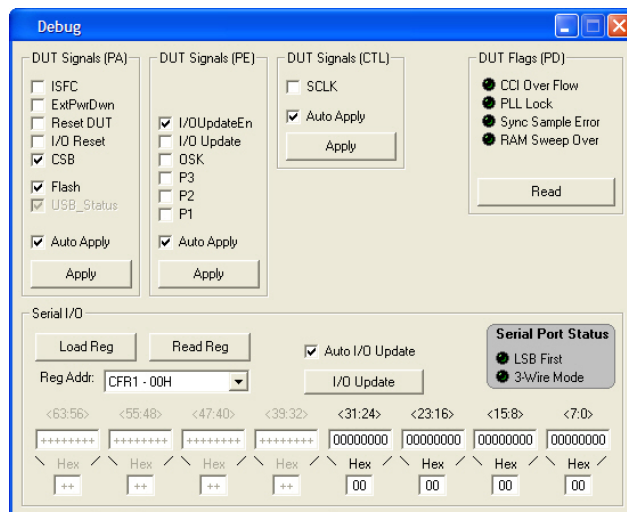 Debug
DUT Signals (PA)
ISFC
ExtPwrDwn
Reset DUT
I/O Reset
CSB
Flash
USB_Status
Auto Apply
Apply
DUT Signals (PE)
I/OUpdateEn
I/O Update
OSK
P3
P2
P1
Auto Apply
Apply
DUT Signals (CTL)
SCLK
Auto Apply
Apply
DUT Flags (PD)
CCI Over Flow
PLL Lock
Sync Sample Error
RAM Sweep Over
Read
Serial I/O
Load Reg Read Reg
Auto I/O Update
Reg Addr: CFR1 - 00H
I/O Update
Serial Port Status
LSB First
3-Wire Mode
<63:56> <55:48> <47:40> <39:32> <31:24> <23:16> <15:8> <7:0>
++++++++ ++++++++ ++++++++ ++++++++ 00000000 00000000 00000000 00000000
Hex Hex Hex Hex Hex Hex Hex Hex
++ ++ ++ ++ 00 00 00 00